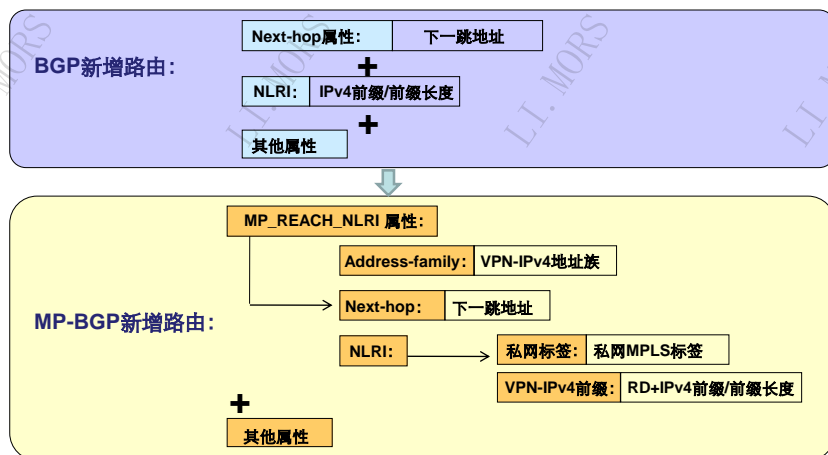 Next-hop属性： 下一跳地址
BGP新增路由：
+
NLRI： IPv4前缀/前缀长度
+
其他属性
MP_REACH_NLRI 属性：
Address-family： VPN-IPv4地址族
Next-hop： 下一跳地址
MP-BGP新增路由：
NLRI： 私网标签： 私网MPLS标签
VPN-IPv4前缀： RD+IPv4前缀/前缀长度
+
其他属性
LI.MORS
LI.MORS
LI.MORS